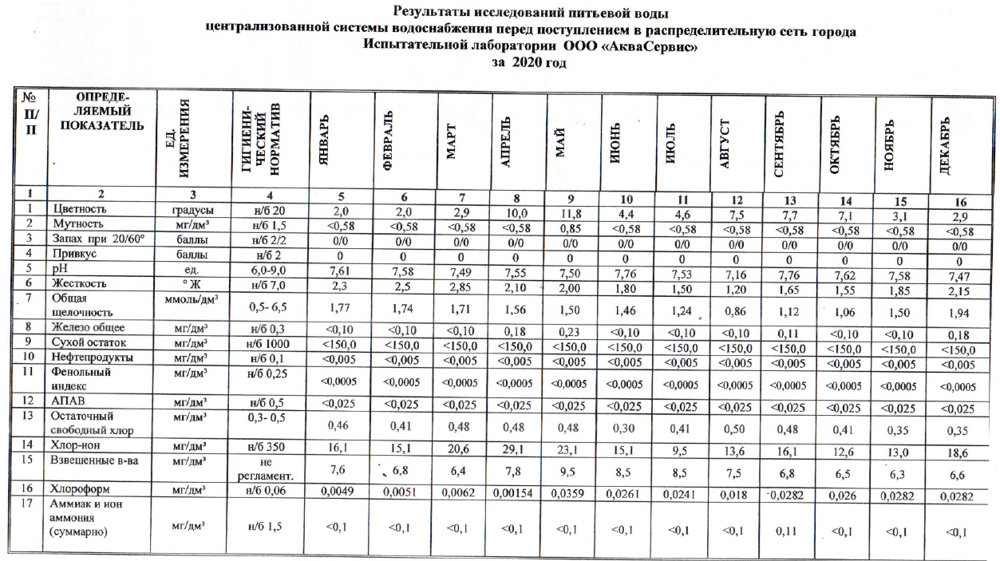 Результаты исследований питьевой воды
централизованной системы водоснабжения перед поступлением в распределительную сеть города
Испытательной лаборатории ООО «АкваСервис»
за 2020 год
№ П/П ОПРЕДЕ-ЛЯЕМЫЙ ПОКАЗАТЕЛЬ ЕД. ИЗМЕРЕНИЯ ГИГИЕНИ-ЧЕСКИЙ НОРМАТИВ ЯНВАРЬ ФЕВРАЛЬ МАРТ АПРЕЛЬ МАЙ ИЮНЬ ИЮЛЬ АВГУСТ СЕНТЯБРЬ ОКТЯБРЬ НОЯБРЬ ДЕКАБРЬ
1 2 3 4 5 6 7 8 9 10 11 12 13 14 15 16
1 Цветность градусы н/б 20 2,0 2,0 2,9 10,0 11,8 4,4 4,6 7,5 7,7 7,1 3,1 2,9
2 Мутность мг/дм³ н/б 1,5 <0,58 <0,58 <0,58 <0,58 0,85 <0,58 <0,58 <0,58 <0,58 <0,58 <0,58 <0,58
3 Запах при 20/60° баллы н/б 2/2 0/0 0/0 0/0 0/0 0/0 0/0 0/0 0/0 0/0 0/0 0/0 0/0
4 Привкус баллы н/б 2 0 0 0 0 0 0 0 0 0 0 0 0
5 pH ед. 6,0-9,0 7,61 7,58 7,49 7,55 7,50 7,76 7,53 7,16 7,76 7,62 7,58 7,47
6 Жесткость ° Ж н/б 7,0 2,3 2,5 2,85 2,10 2,00 1,80 1,50 1,20 1,65 1,55 1,85 2,15
7 Общая щелочность ммоль/дм³ 0,5- 6,5 1,77 1,74 1,71 1,56 1,50 1,46 1,24 0,86 1,12 1,06 1,50 1,94
8 Железо общее мг/дм³ н/б 0,3 <0,10 <0,10 <0,10 0,18 0,23 <0,10 <0,10 <0,10 0,11 <0,10 <0,10 0,18
9 Сухой остаток мг/дм³ н/б 1000 <150,0 <150,0 <150,0 <150,0 <150,0 <150,0 <150,0 <150,0 <150,0 <150,0 <150,0 <150,0
10 Нефтепродукты мг/дм³ н/б 0,1 <0,005 <0,005 <0,005 <0,005 <0,005 <0,005 <0,005 <0,005 <0,005 <0,005 <0,005 <0,005
11 Фенольный индекс мг/дм³ н/б 0,25 <0,0005 <0,0005 <0,0005 <0,0005 <0,0005 <0,0005 <0,0005 <0,0005 <0,0005 <0,0005 <0,0005 <0,0005
12 АПАВ мг/дм³ н/б 0,5 <0,025 <0,025 <0,025 <0,025 <0,025 <0,025 <0,025 <0,025 <0,025 <0,025 <0,025 <0,025
13 Остаточный свободный хлор мг/дм³ 0,3- 0,5 0,46 0,41 0,48 0,48 0,48 0,30 0,41 0,50 0,48 0,41 0,35 0,35
14 Хлор-ион мг/дм³ н/б 350 16,1 15,1 20,6 29,1 23,1 15,1 9,5 13,6 16,1 12,6 13,0 18,6
15 Взвешенные в-ва мг/дм³ не регламент. 7,6 6,8 6,4 7,8 9,5 8,5 8,5 7,5 6,8 6,5 6,3 6,6
16 Хлороформ мг/дм³ н/б 0,06 0,0049 0,0051 0,0062 0,00154 0,0359 0,0261 0,0241 0,018 0,0282 0,026 0,0282 0,0282
17 Аммиак и ион аммония (суммарно) мг/дм³ н/б 1,5 <0,1 <0,1 <0,1 <0,1 <0,1 <0,1 <0,1 <0,1 0,11 <0,1 <0,1 <0,1